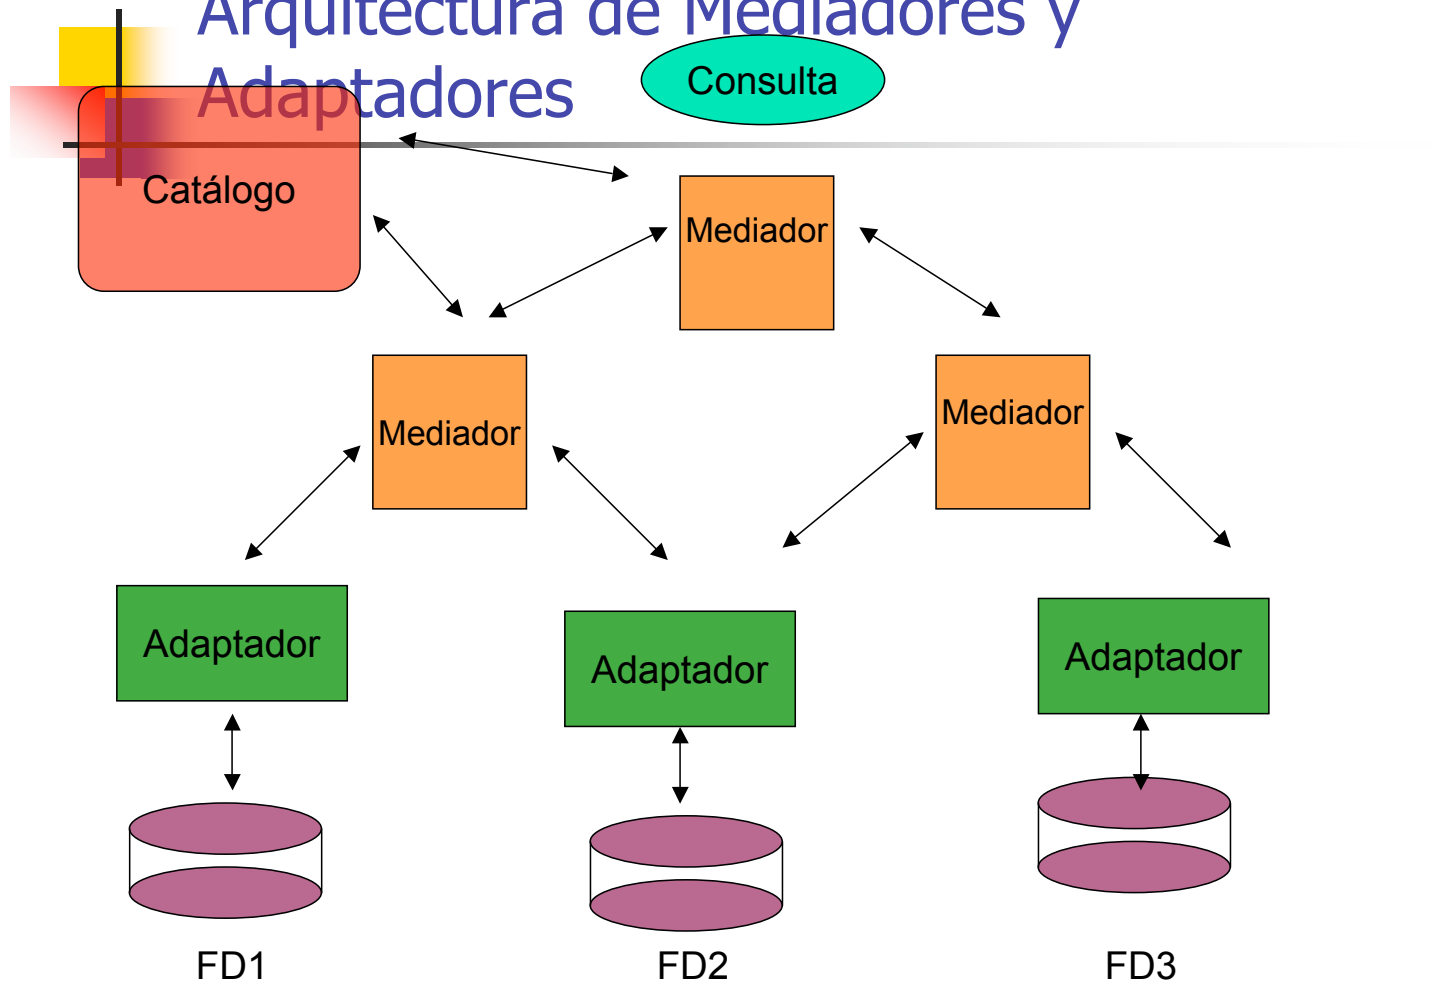 Arquitectura de Mediadores y
Adaptadores
Consulta
Catálogo
Mediador
Mediador
Mediador
Adaptador
Adaptador
Adaptador
FD1
FD2
FD3